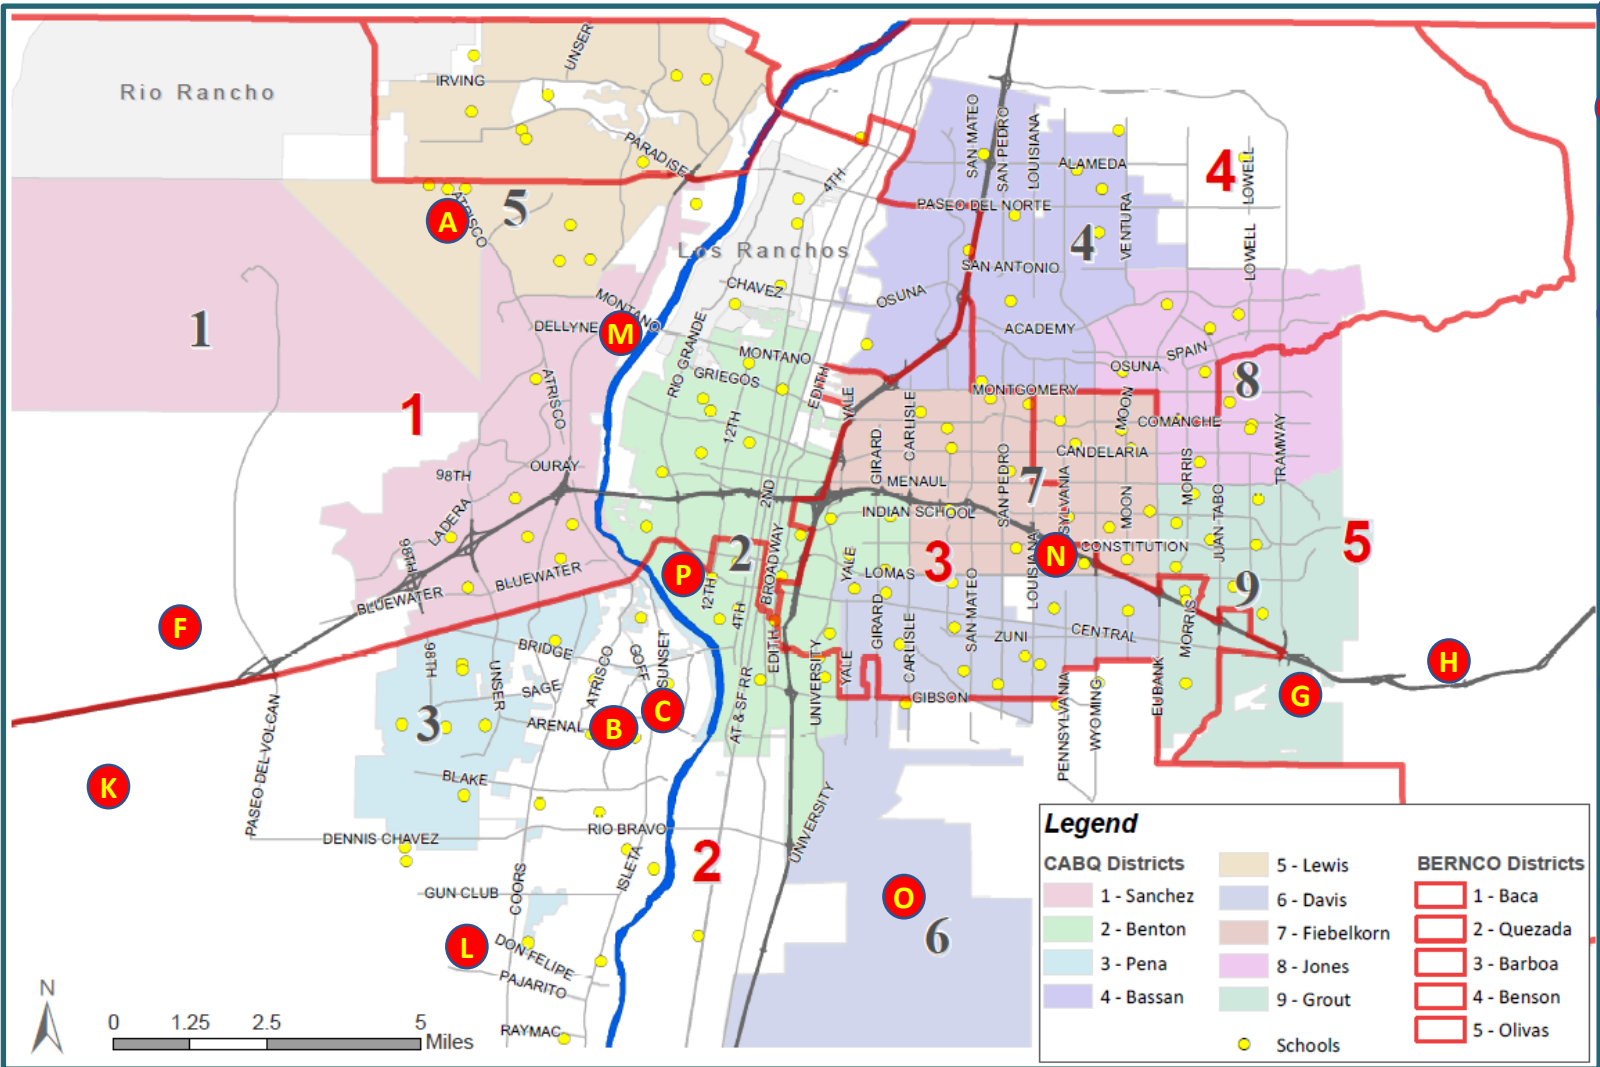 UNSER
IRVING
Rio Rancho
PARADISE
4TH
SAN MATEO
SAN PEDRO
LOUISIANA
ALAMEDA
4
LOWELL
PASEO DEL NORTE
A
ATRISCO
5
VENTURA
4
LOWELL
Los Ranchos
SAN ANTONIO
CHAVEZ
OSUNA
MONTANO
DELLYNE
M
1
ACADEMY
RIO GRANDE
MONTANO
SPAIN
OSUNA
GRIEGOS
8
EDITH
YALE
MONTGOMERY
ATRISCO
1
MOON
COMANCHE
12TH
CARLISLE
GIRARD
CANDELARIA
TRAMWAY
98TH
OURAY
SAN PEDRO
7
MORRIS
MENAUL
2ND
INDIAN SCHOOL
SYLVANIA
MOON
JUAN TABO
LADERA
98TH
BROADWAY
2
3
N
CONSTITUTION
5
YALE
LOMAS
LOUISIANA
P
BLUEWATER
BLUEWATER
12TH
9
F
4TH
GIRARD
CARLISLE
SAN MATEO
ZUNI
CENTRAL
MORRIS
BRIDGE
GOFF
SUNSET
EDITH
98TH
UNSER
SAGE
ATRISCO
UNIVERSITY
YALE
H
EUBANK
G
GIBSON
ARENAL
B
C
3
AT & SF RR
PENNSYLVANIA
WYOMING
PASEO DEL VOLCAN
K
BLAKE
UNIVERSITY
DENNIS CHAVEZ
RIO BRAVO
2
ISLETA
COORS
GUN CLUB
O
6
L
DON FELIPE
PAJARITO
RAYMAC
N
0 1.25 2.5 5
Miles
Legend
CABQ Districts
1 - Sanchez
2 - Benton
3 - Pena
4 - Bassan
5 - Lewis
6 - Davis
7 - Fiebelkorn
8 - Jones
9 - Grout
Schools
BERNCO Districts
1 - Baca
2 - Quezada
3 - Barboa
4 - Benson
5 - Olivas